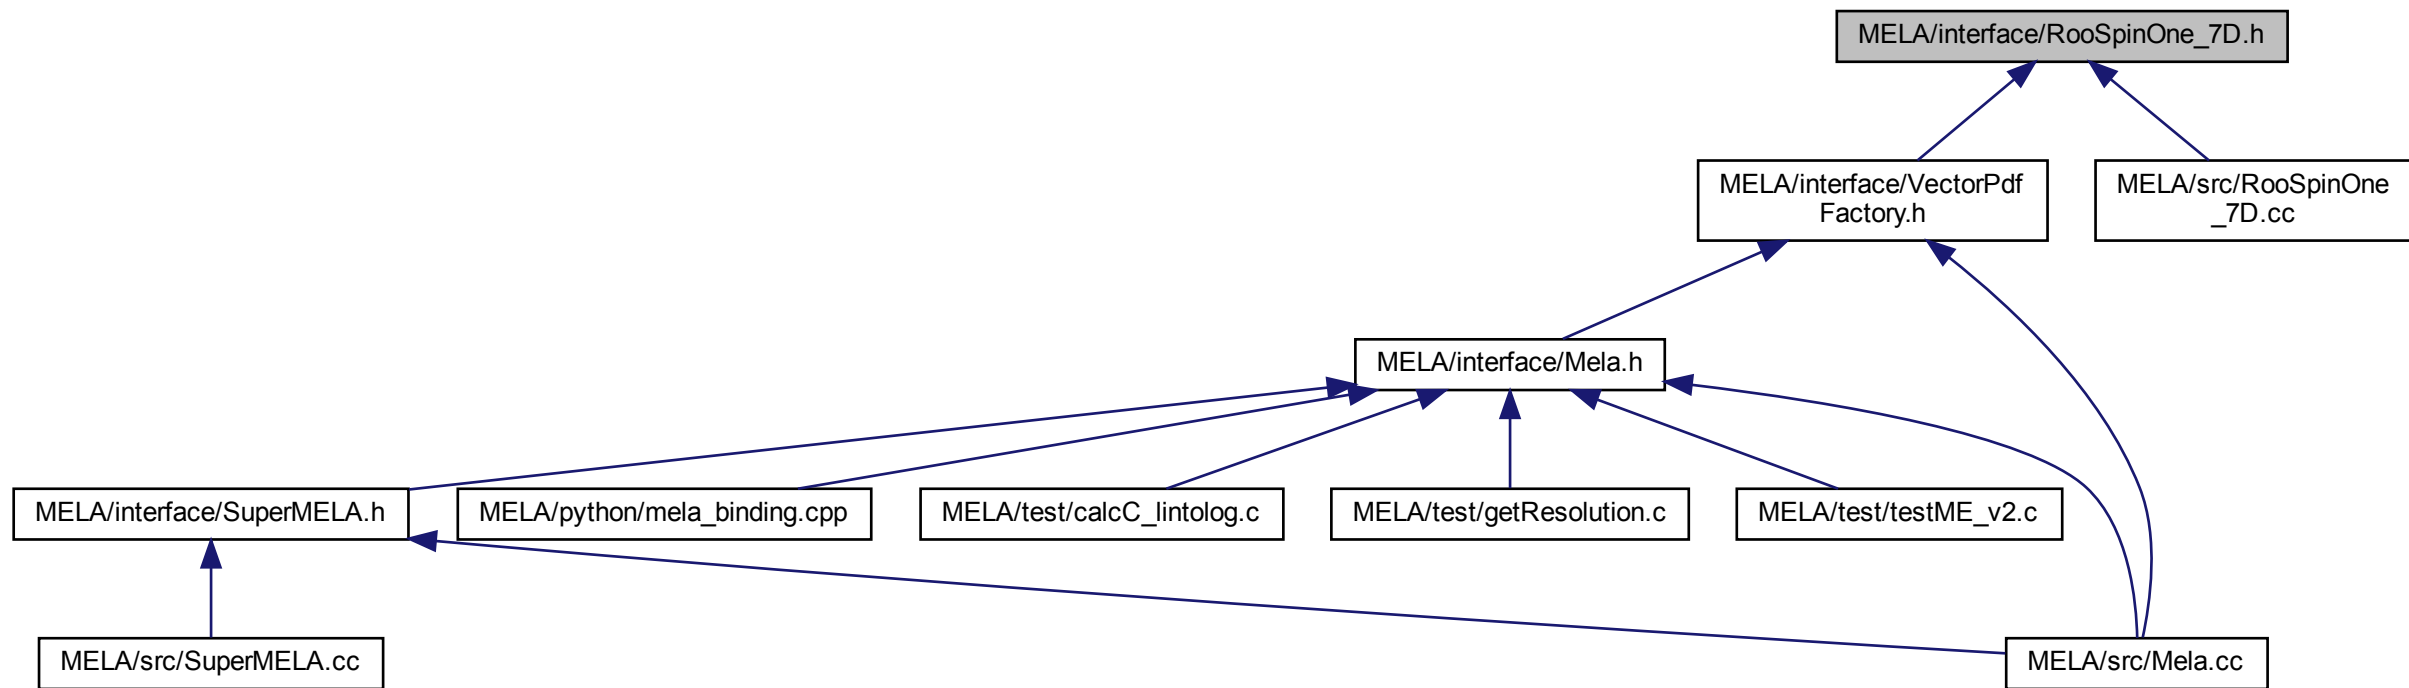 MELA/interface/RooSpinOne_7D.h
MELA/interface/VectorPdf
Factory.h
MELA/src/RooSpinOne
_7D.cc
MELA/interface/Mela.h
MELA/interface/SuperMELA.h
MELA/python/mela_binding.cpp
MELA/test/calcC_lintolog.c
MELA/test/getResolution.c
MELA/test/testME_v2.c
MELA/src/SuperMELA.cc
MELA/src/Mela.cc